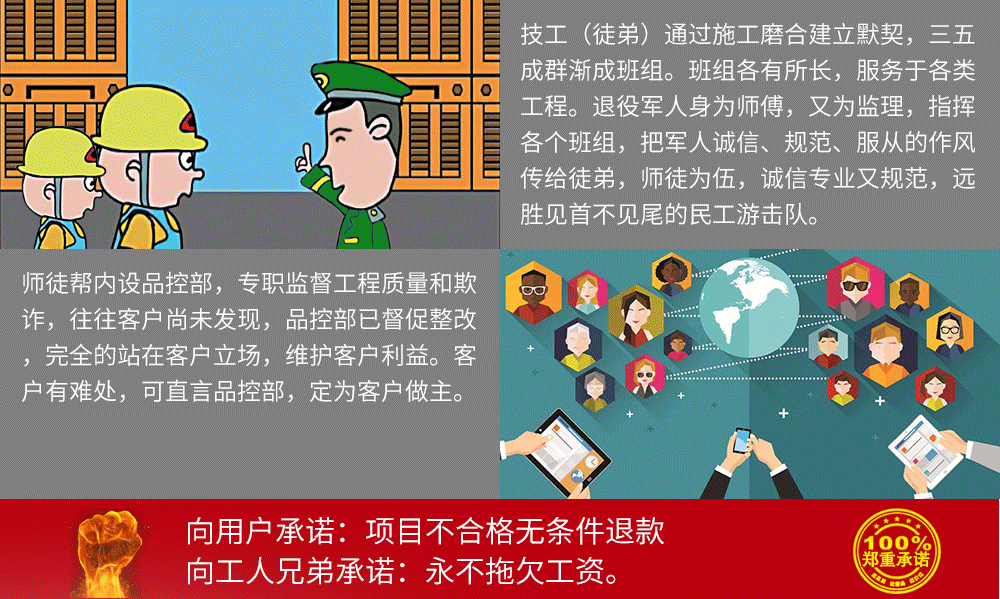 技工（徒弟）通过施工磨合建立默契，三五
成群渐成班组。班组各有所长，服务于各类
工程。退役军人身为师傅，又为监理，指挥
各个班组，把军人诚信、规范、服从的作风
传给徒弟，师徒为伍，诚信专业又规范，远
胜见首不见尾的民工游击队。
师徒帮内设品控部，专职监督工程质量和欺
诈，往往客户尚未发现，品控部已督促整改
，完全的站在客户立场，维护客户利益。客
户有难处，可直言品控部，定为客户做主。
向用户承诺：项目不合格无条件退款
向工人兄弟承诺：永不拖欠工资。
100%
郑重承诺